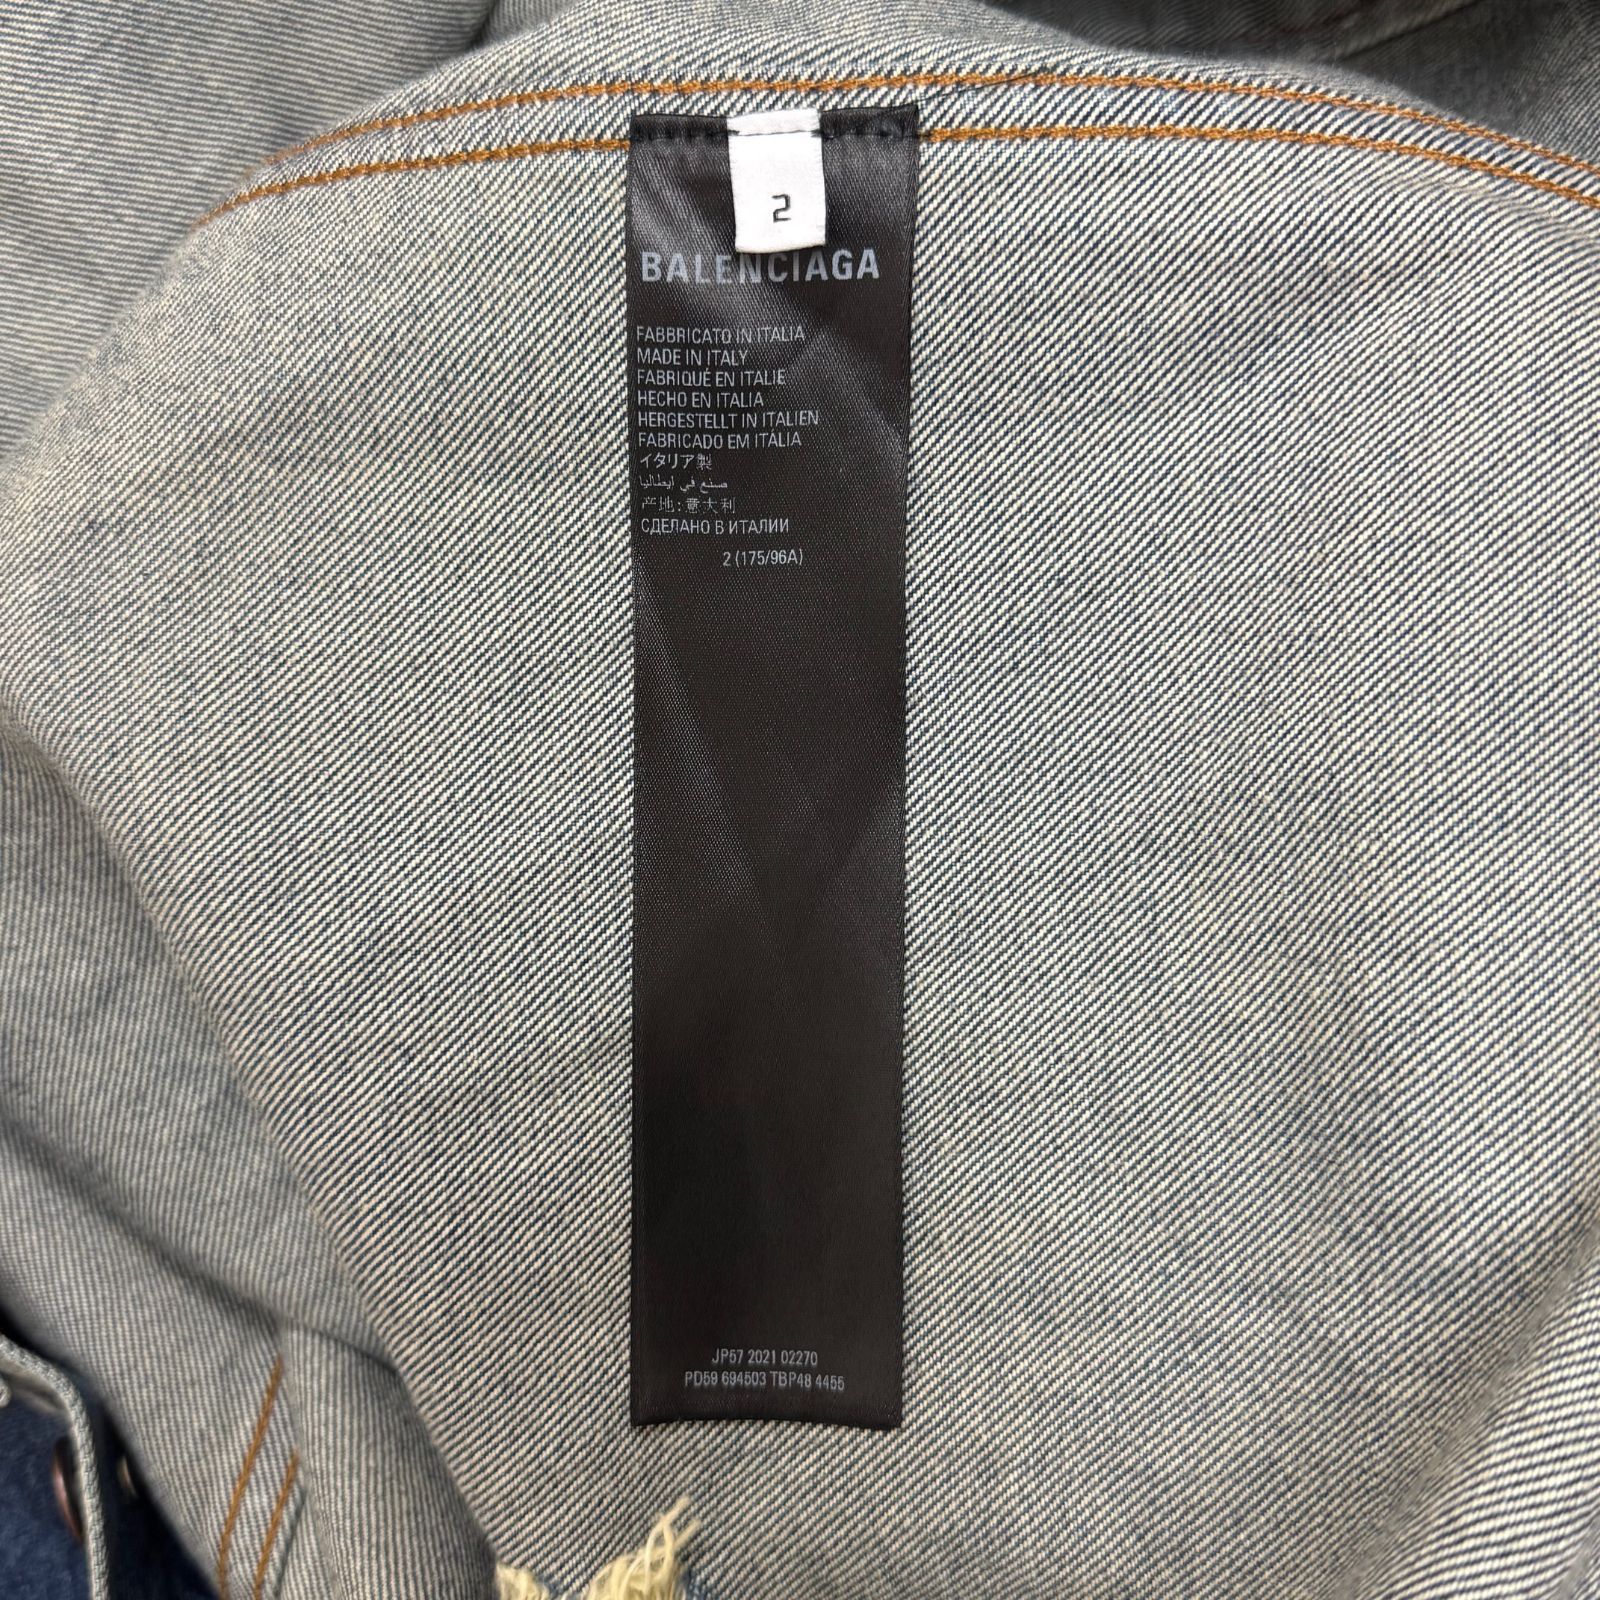 2
BALENCIAGA
FABBRICATO IN ITALIA
MADE IN ITALY
FABRIQUÉ EN ITALIE
HECHO EN ITALIA
HERGESTELLT IN ITALIEN
FABRICADO EM ITÁLIA
イタリア製
صنع في ايطاليا
产地:意大利
СДЕЛАНО В ИТАЛИИ
2 (175/96A)
JP57 2021 02270
PD59 694503 TBP48 4455